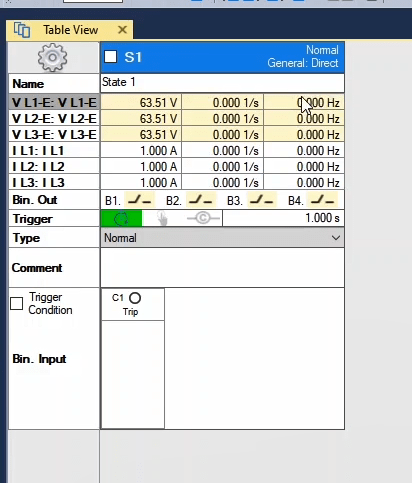 Table View
S1
Normal
General: Direct
Name
State 1
V L1-E: V L1-E 63.51 V 0.000 1/s 0.000 Hz
V L2-E: V L2-E 63.51 V 0.000 1/s 0.000 Hz
V L3-E: V L3-E 63.51 V 0.000 1/s 0.000 Hz
I L1: I L1 1.000 A 0.000 1/s 0.000 Hz
I L2: I L2 1.000 A 0.000 1/s 0.000 Hz
I L3: I L3 1.000 A 0.000 1/s 0.000 Hz
Bin. Out B1. B2. B3. B4.
Trigger C 1.000 s
Type Normal
Comment
Trigger
Condition
C1
Trip
Bin. Input